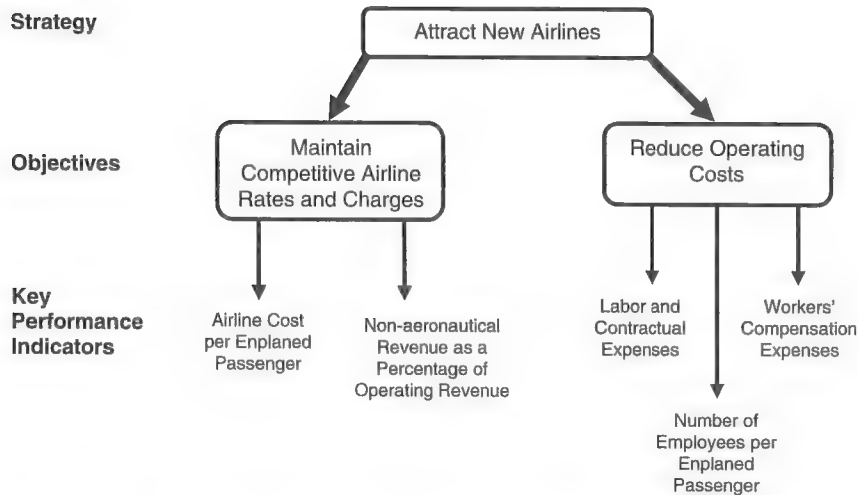 Strategy
Attract New Airlines
Objectives
Maintain
Competitive Airline
Rates and Charges
Reduce Operating
Costs
Key
Performance
Indicators
Airline Cost
per Enplaned
Passenger
Non-aeronautical
Revenue as a
Percentage of
Operating Revenue
Labor and
Contractual
Expenses
Number of
Employees per
Enplaned
Passenger
Workers'
Compensation
Expenses